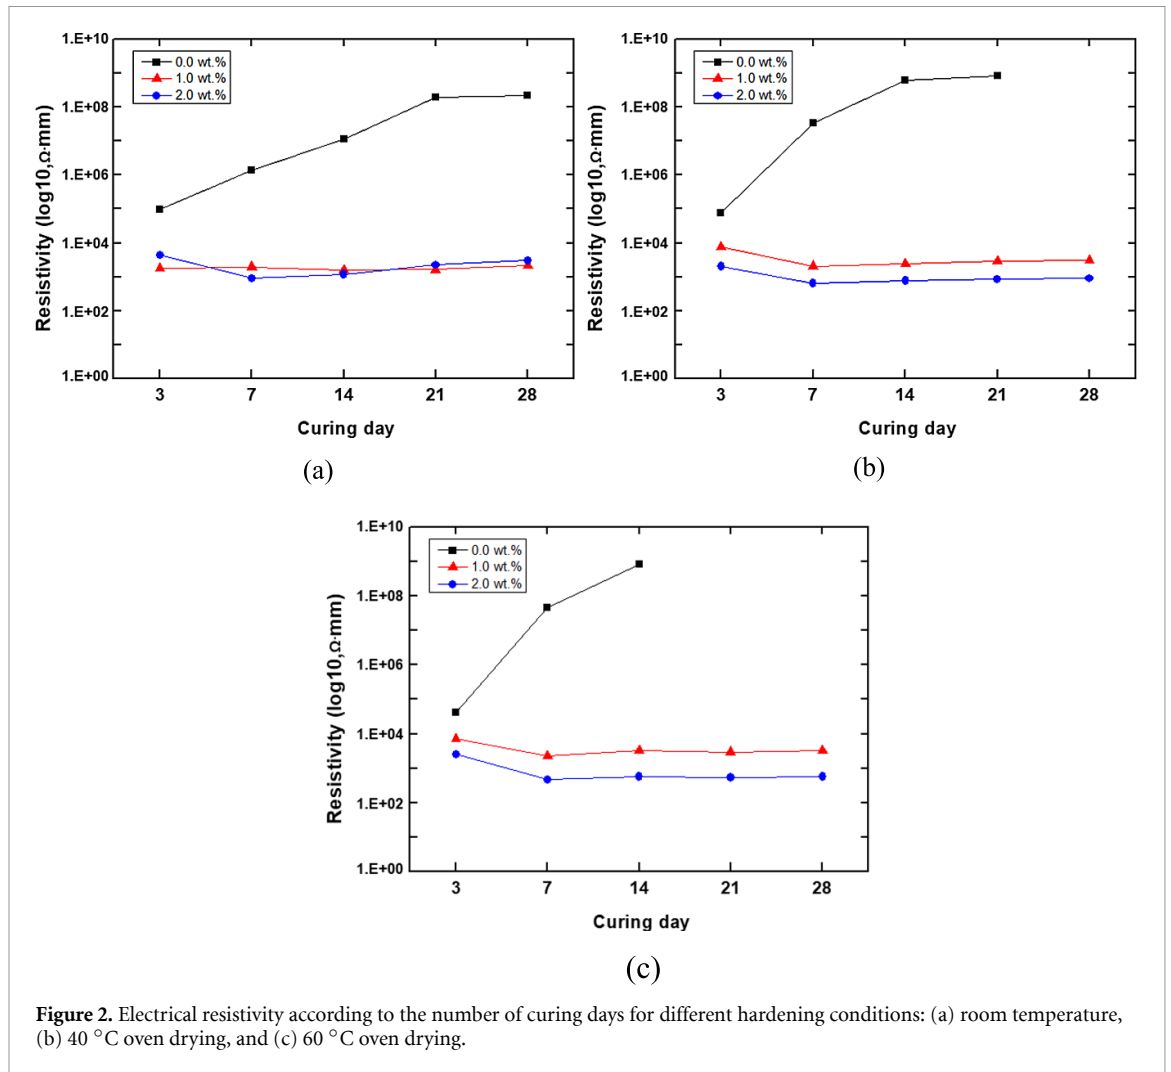 1.E+10
1.E+08
1.E+06
1.E+04
1.E+02
1.E+00
Resistivity (log10,Ω·mm)
0.0 wt.%
1.0 wt.%
2.0 wt.%
3 7 14 21 28
Curing day
(a)
1.E+10
1.E+08
1.E+06
1.E+04
1.E+02
1.E+00
Resistivity (log10,Ω·mm)
0.0 wt.%
1.0 wt.%
2.0 wt.%
3 7 14 21 28
Curing day
(b)
1.E+10
1.E+08
1.E+06
1.E+04
1.E+02
1.E+00
Resistivity (log10,Ω·mm)
0.0 wt.%
1.0 wt.%
2.0 wt.%
3 7 14 21 28
Curing day
(c)
Figure 2. Electrical resistivity according to the number of curing days for different hardening conditions: (a) room temperature,
(b) 40 °C oven drying, and (c) 60 °C oven drying.